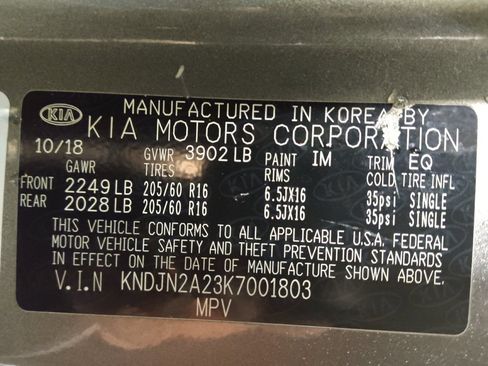 KIA
MANUFACTURED IN KOREA BY
KIA MOTORS CORPORATION
10/18 GVWR 3902 LB PAINT IM TRIM EQ
GAWR TIRES RIMS COLD TIRE INFL
FRONT 2249 LB 205/60 R16 6.5JX16 35psi SINGLE
REAR 2028 LB 205/60 R16 6.5JX16 35psi SINGLE
THIS VEHICLE CONFORMS TO ALL APPLICABLE U.S.A. FEDERAL
MOTOR VEHICLE SAFETY AND THEFT PREVENTION STANDARDS
IN EFFECT ON THE DATE OF MANUFACTURE SHOWN ABOVE.
V.I.N KNDJN2A23K7001803
MPV